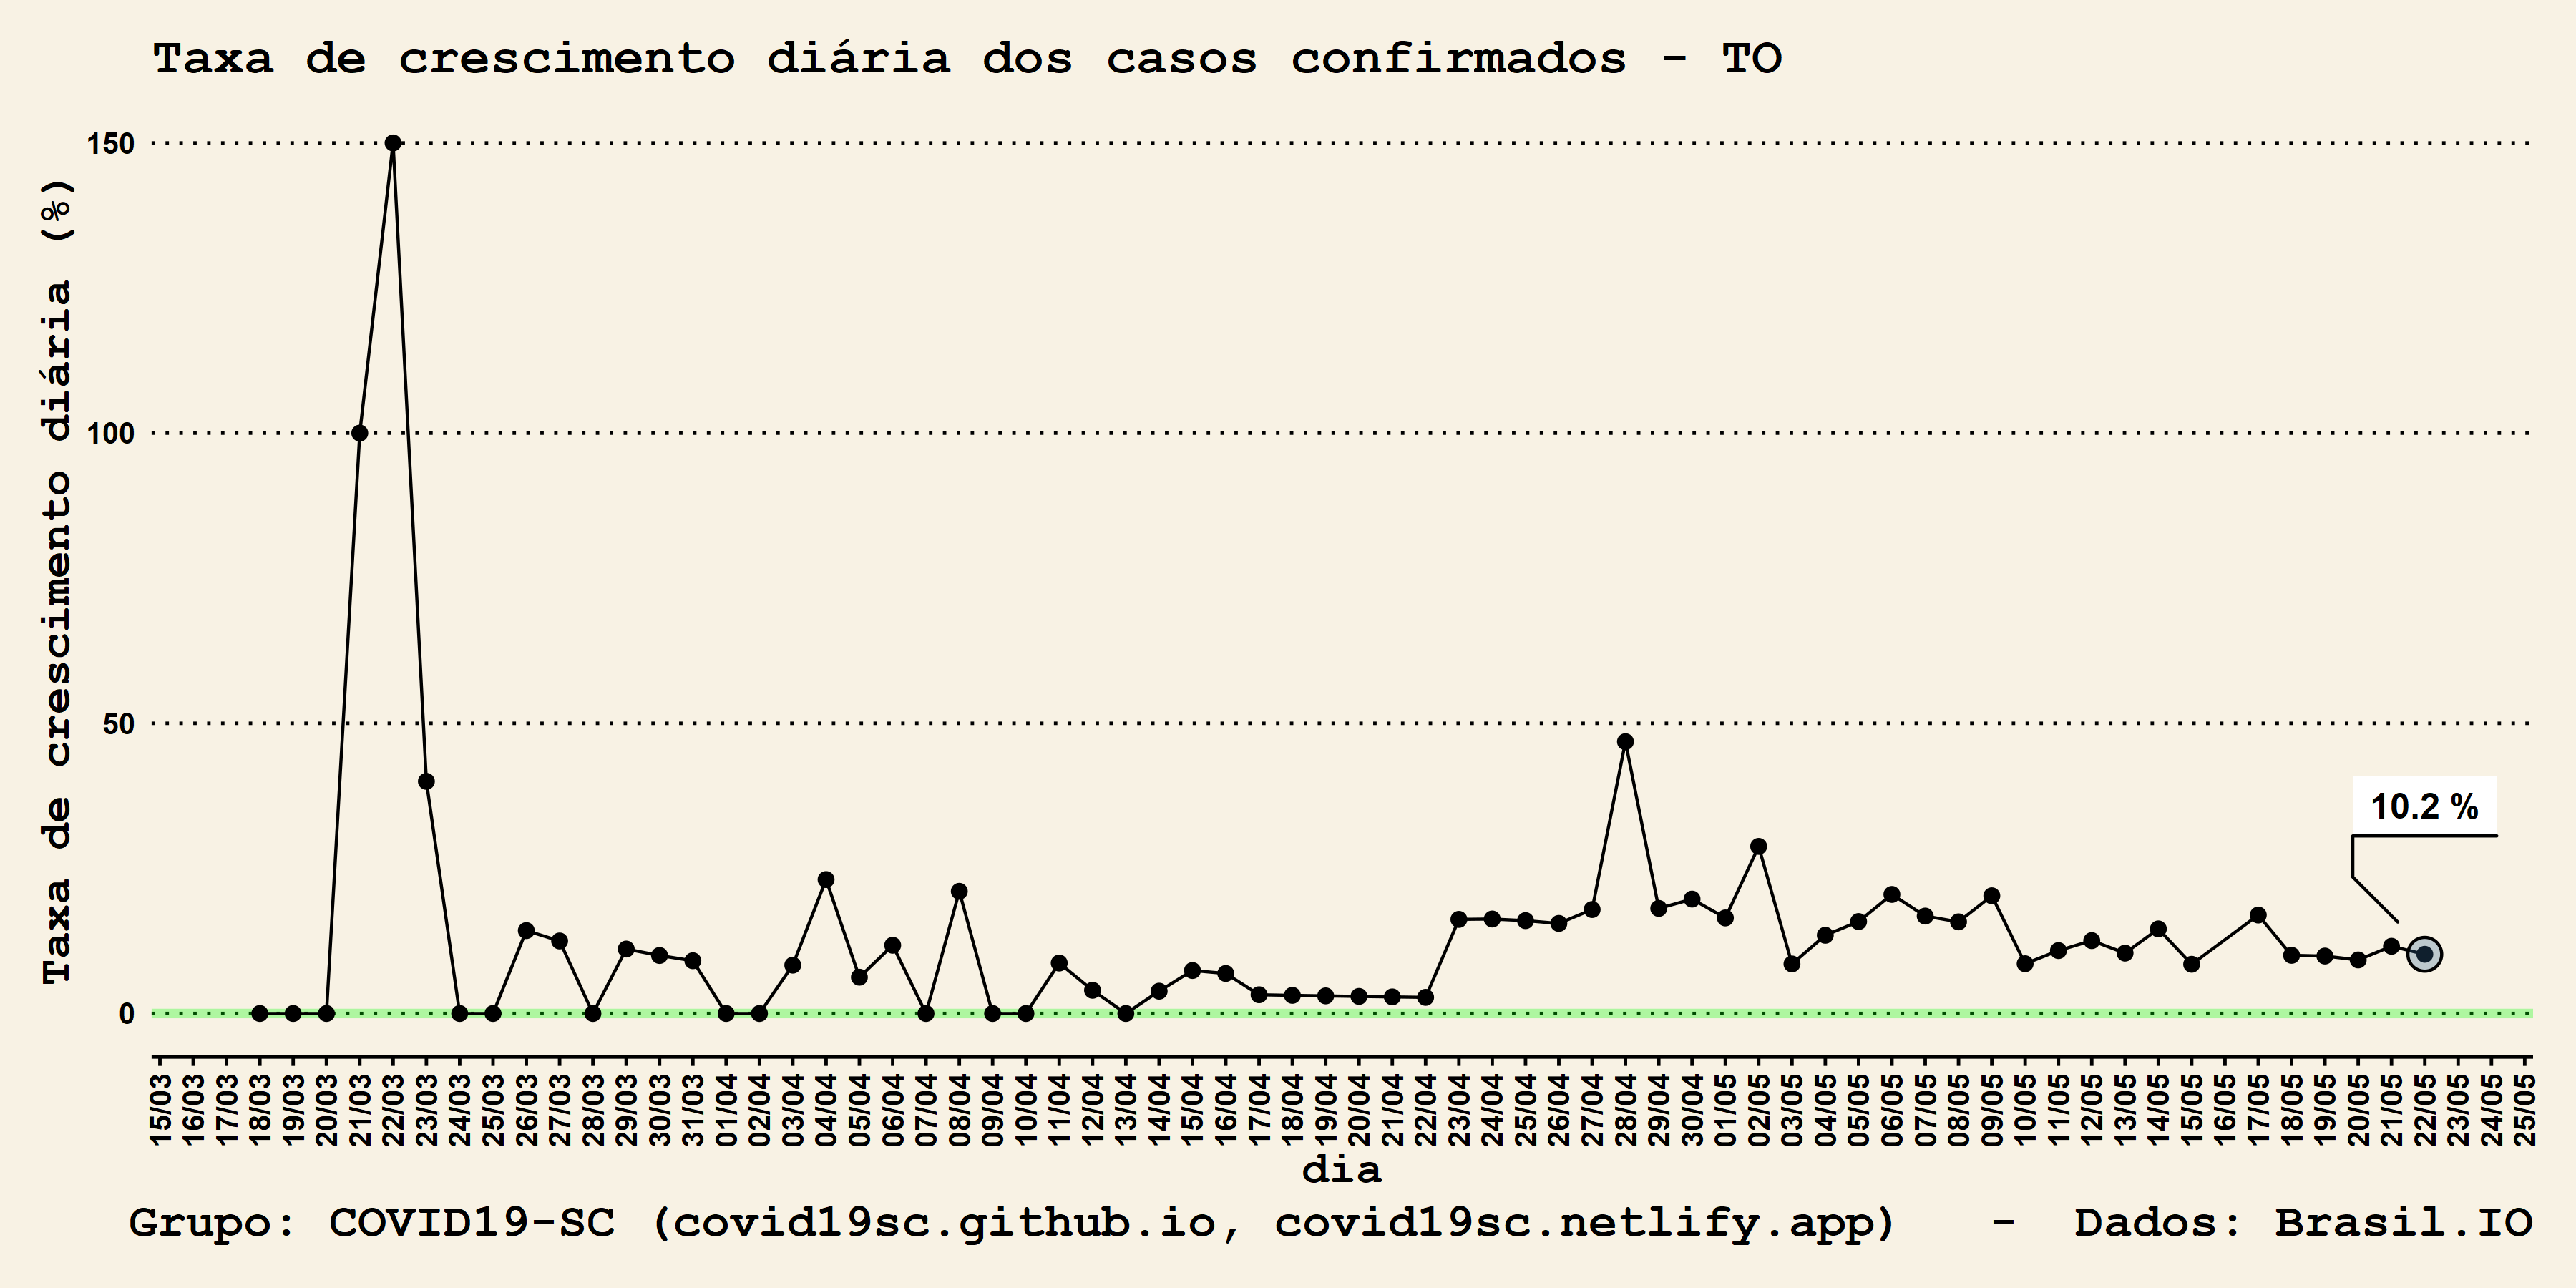 Taxa de crescimento diária dos casos confirmados - TO
Taxa de crescimento diária (%)
150
100
50
0
10.2 %
15/03 16/03 17/03 18/03 19/03 20/03 21/03 22/03 23/03 24/03 25/03 26/03 27/03 28/03 29/03 30/03 31/03 01/04 02/04 03/04 04/04 05/04 06/04 07/04 08/04 09/04 10/04 11/04 12/04 13/04 14/04 15/04 16/04 17/04 18/04 19/04 20/04 21/04 22/04 23/04 24/04 25/04 26/04 27/04 28/04 29/04 30/04 01/05 02/05 03/05 04/05 05/05 06/05 07/05 08/05 09/05 10/05 11/05 12/05 13/05 14/05 15/05 16/05 17/05 18/05 19/05 20/05 21/05 22/05 23/05 24/05 25/05
dia
Grupo: COVID19-SC (covid19sc.github.io, covid19sc.netlify.app) - Dados: Brasil.IO